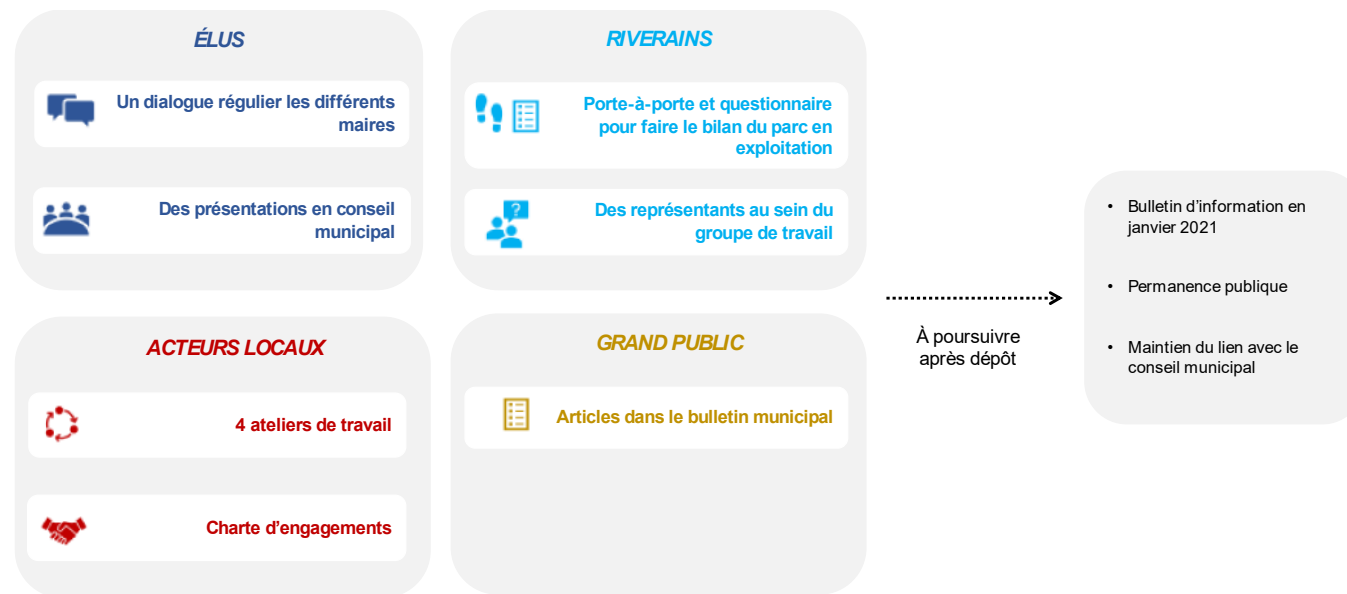 ÉLUS
Un dialogue régulier les différents
maires
Des présentations en conseil
municipal
RIVERAINS
Porte-à-porte et questionnaire
pour faire le bilan du parc en
exploitation
?
Des représentants au sein du
groupe de travail
ACTEURS LOCAUX
4 ateliers de travail
Charte d’engagements
GRAND PUBLIC
Articles dans le bulletin municipal
À poursuivre
après dépôt
• Bulletin d’information en
janvier 2021
• Permanence publique
• Maintien du lien avec le
conseil municipal